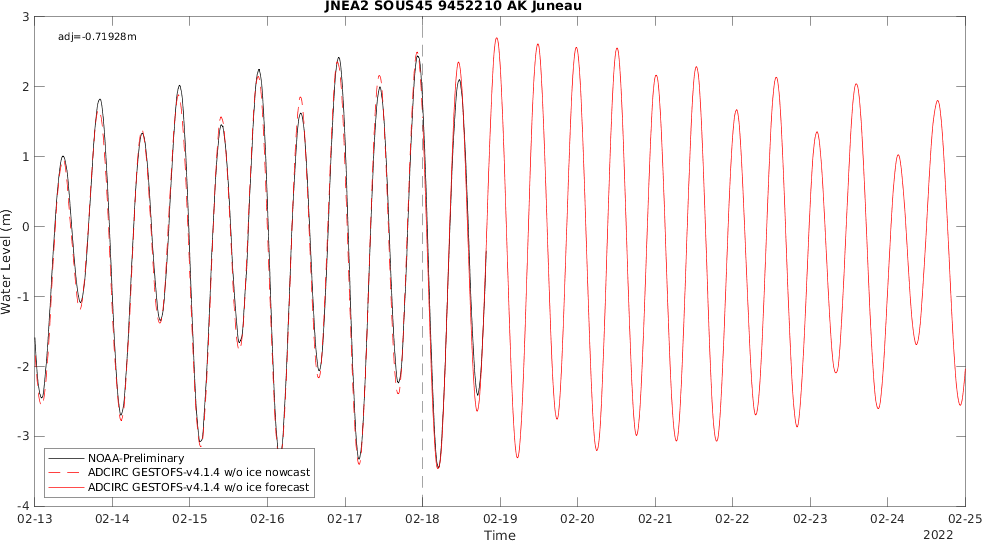 JNEA2 SOUS45 9452210 AK Juneau
adj=-0.71928m
3
2
1
0
-1
-2
-3
-4
Water Level (m)
NOAA-Preliminary
ADCIRC GESTOFS-v4.1.4 w/o ice nowcast
ADCIRC GESTOFS-v4.1.4 w/o ice forecast
02-13 02-14 02-15 02-16 02-17 02-18 02-19 02-20 02-21 02-22 02-23 02-24 02-25
Time
2022